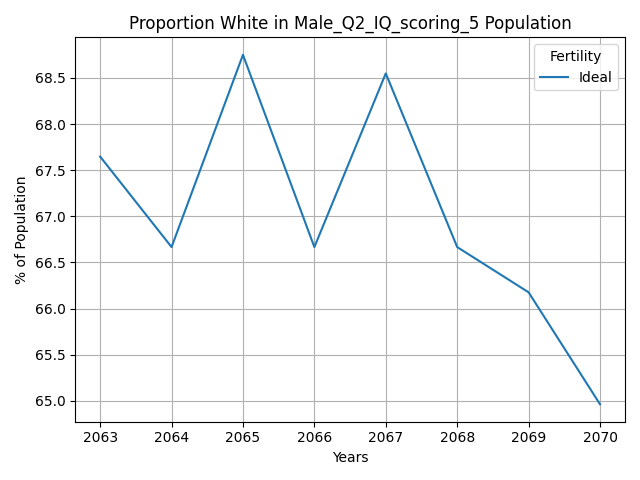 Proportion White in Male_Q2_IQ_scoring_5 Population
Fertility
Ideal
% of Population
68.5
68.0
67.5
67.0
66.5
66.0
65.5
65.0
2063 2064 2065 2066 2067 2068 2069 2070
Years